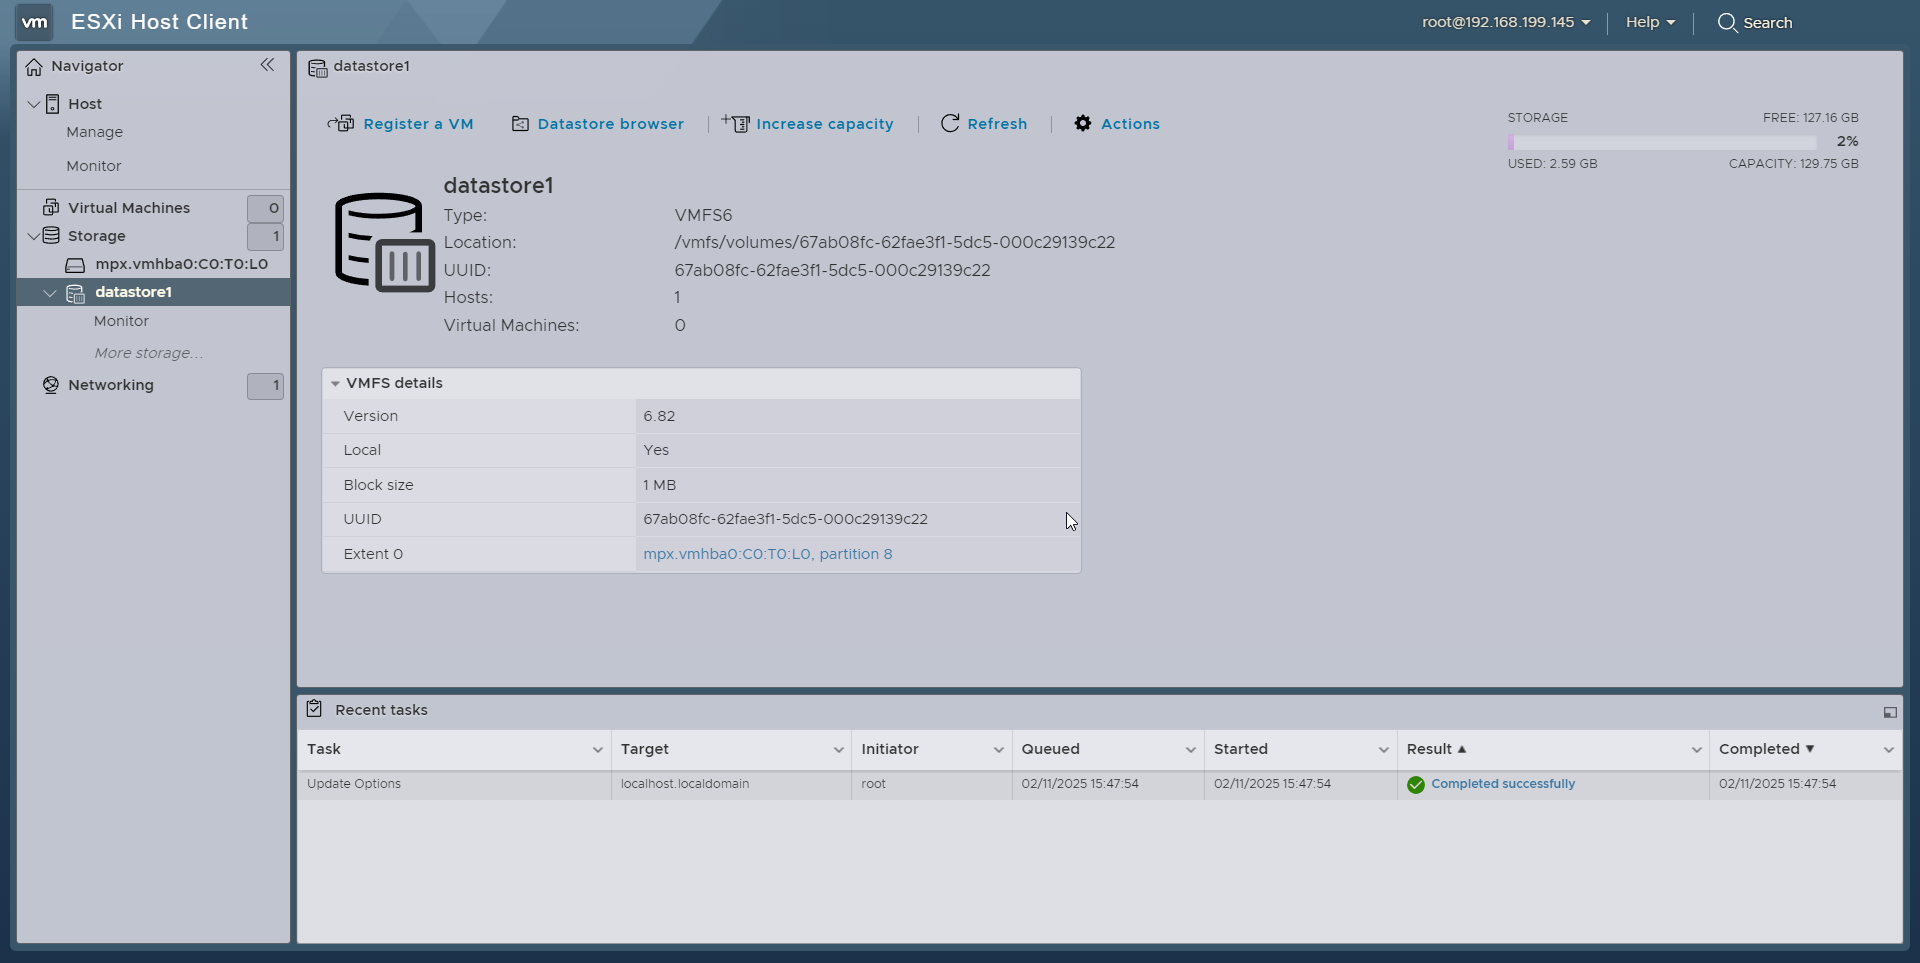 vm ESXi Host Client
root@192.168.199.145 Help Search
Navigator
Host
Manage
Monitor
Virtual Machines 0
Storage 1
mpx.vmhba0:C0:T0:L0
datastore1
Monitor
More storage...
Networking 1
datastore1
Register a VM Datastore browser Increase capacity Refresh Actions
STORAGE FREE: 127.16 GB
2%
USED: 2.59 GB CAPACITY: 129.75 GB
datastore1
Type: VMFS6
Location: /vmfs/volumes/67ab08fc-62fae3f1-5dc5-000c29139c22
UUID: 67ab08fc-62fae3f1-5dc5-000c29139c22
Hosts: 1
Virtual Machines: 0
VMFS details
Version 6.82
Local Yes
Block size 1 MB
UUID 67ab08fc-62fae3f1-5dc5-000c29139c22
Extent 0 mpx.vmhba0:C0:T0:L0, partition 8
Recent tasks
Task Target Initiator Queued Started Result Completed
Update Options localhost.localdomain root 02/11/2025 15:47:54 02/11/2025 15:47:54 Completed successfully 02/11/2025 15:47:54